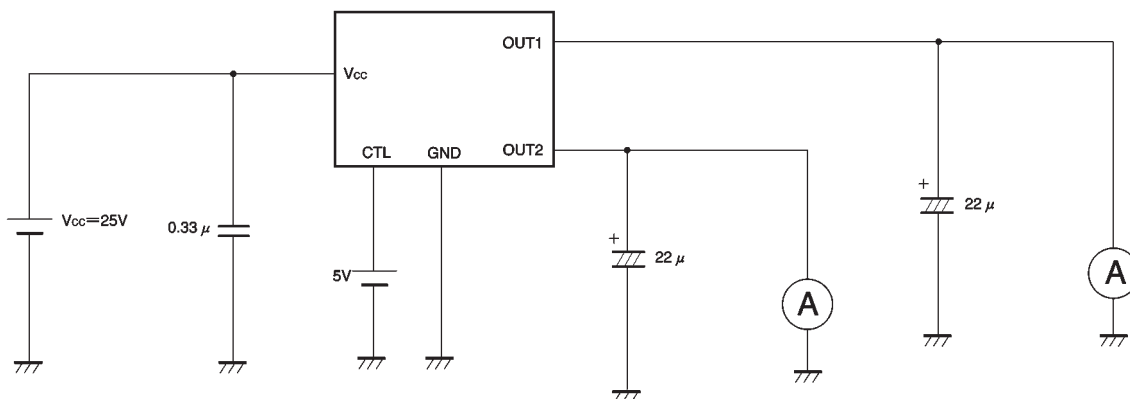 OUT1
Vcc
CTL
GND
OUT2
Vcc=25V
0.33 μ
5V
+
22 μ
A
+
22 μ
A